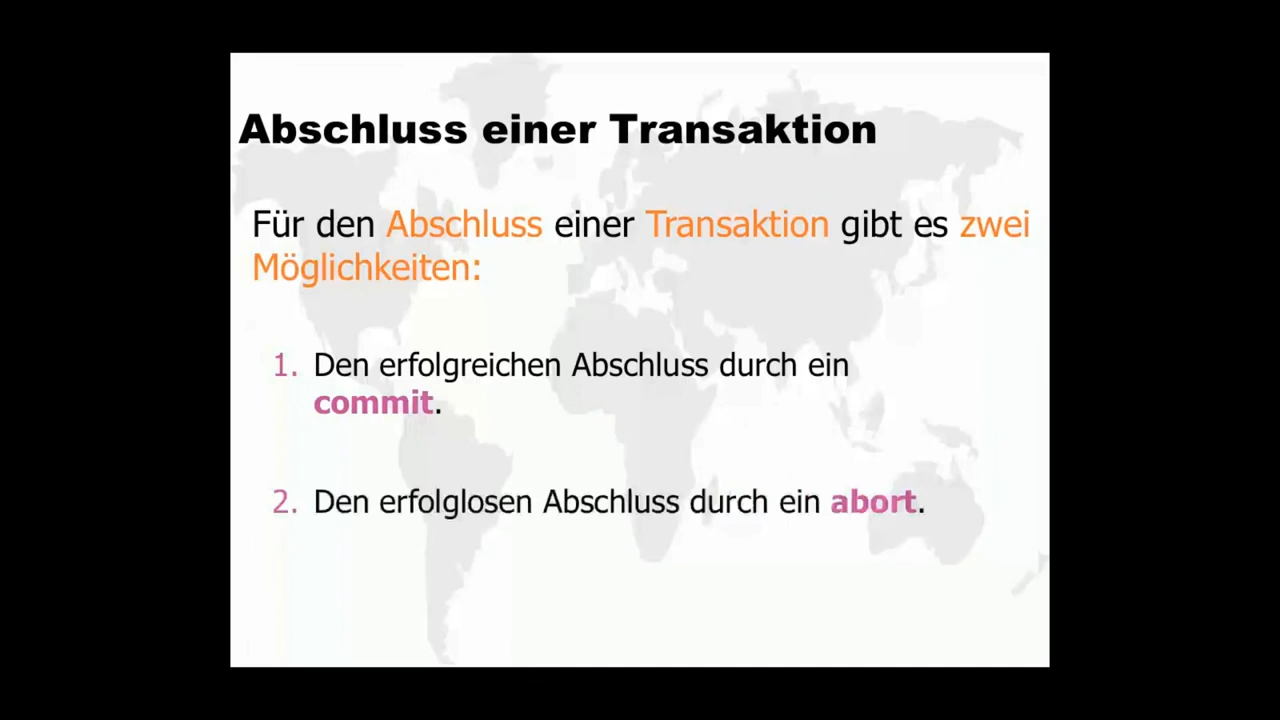 Abschluss einer Transaktion
Für den Abschluss einer Transaktion gibt es zwei
Möglichkeiten:
1. Den erfolgreichen Abschluss durch ein
commit.
2. Den erfolglosen Abschluss durch ein abort.